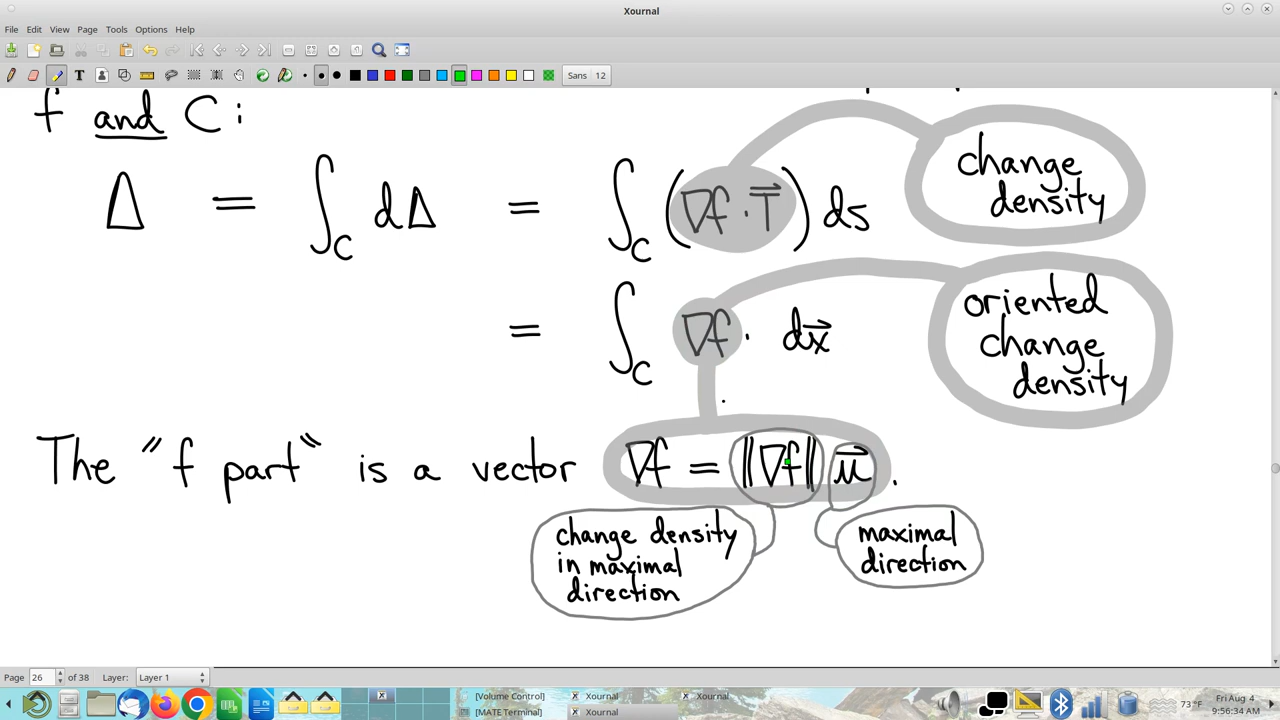 Xournal
File Edit View Page Tools Options Help
Sans 12
f and C:
Δ = ∫_C dΔ = ∫_C (∇f · T⃗) ds
change
density
= ∫_C ∇f · dx⃗
oriented
change
density
The "f part" is a vector ∇f = ‖∇f‖ u⃗.
change density
in maximal
direction
maximal
direction
Page 26 of 38 Layer Layer 1
[Volume Control] Xournal Xournal
[MATE Terminal] Xournal
73°F
Fri Aug 4
9:56:34 AM